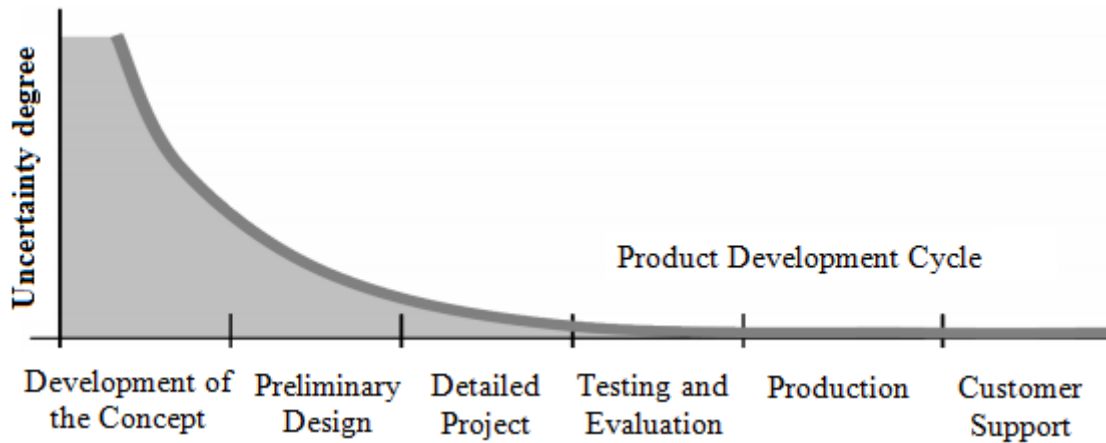 Uncertainty degree
Product Development Cycle
Development of
the Concept
Preliminary
Design
Detailed
Project
Testing and
Evaluation
Production
Customer
Support